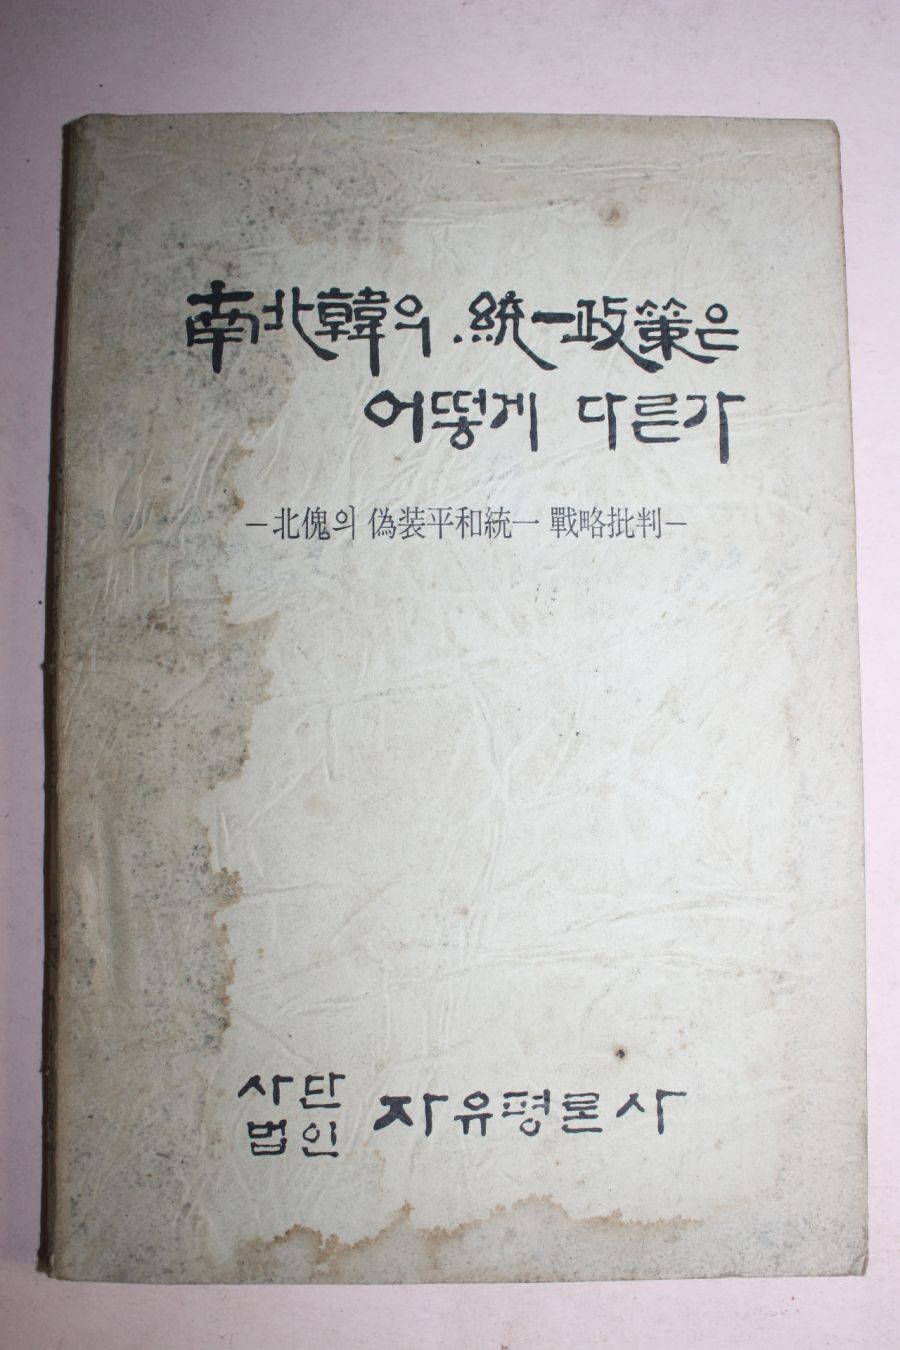 南北韓의 統一政策은
어떻게 다른가
—北傀의 偽装平和統一 戰略批判—
사단
법인 자유평론사